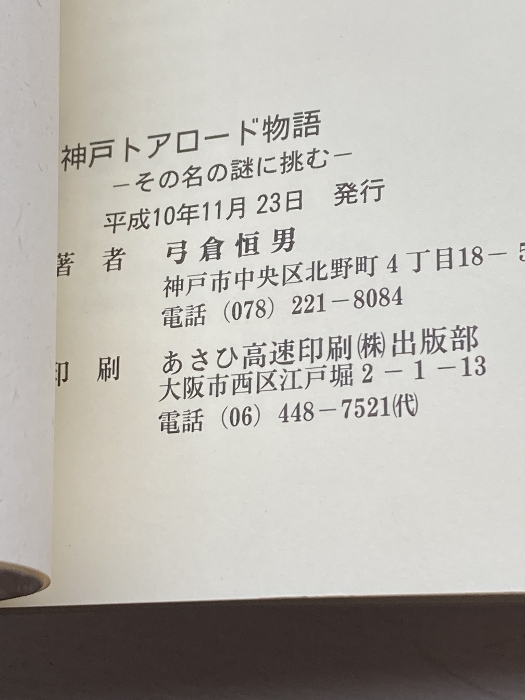 神戸トアロード物語
－その名の謎に挑む－
平成10年11月23日　発行
著　者　弓倉恒男
神戸市中央区北野町4丁目18－5
電話（078）221－8084
印　刷　あさひ高速印刷㈱出版部
大阪市西区江戸堀2－1－13
電話（06）448－7521㈹